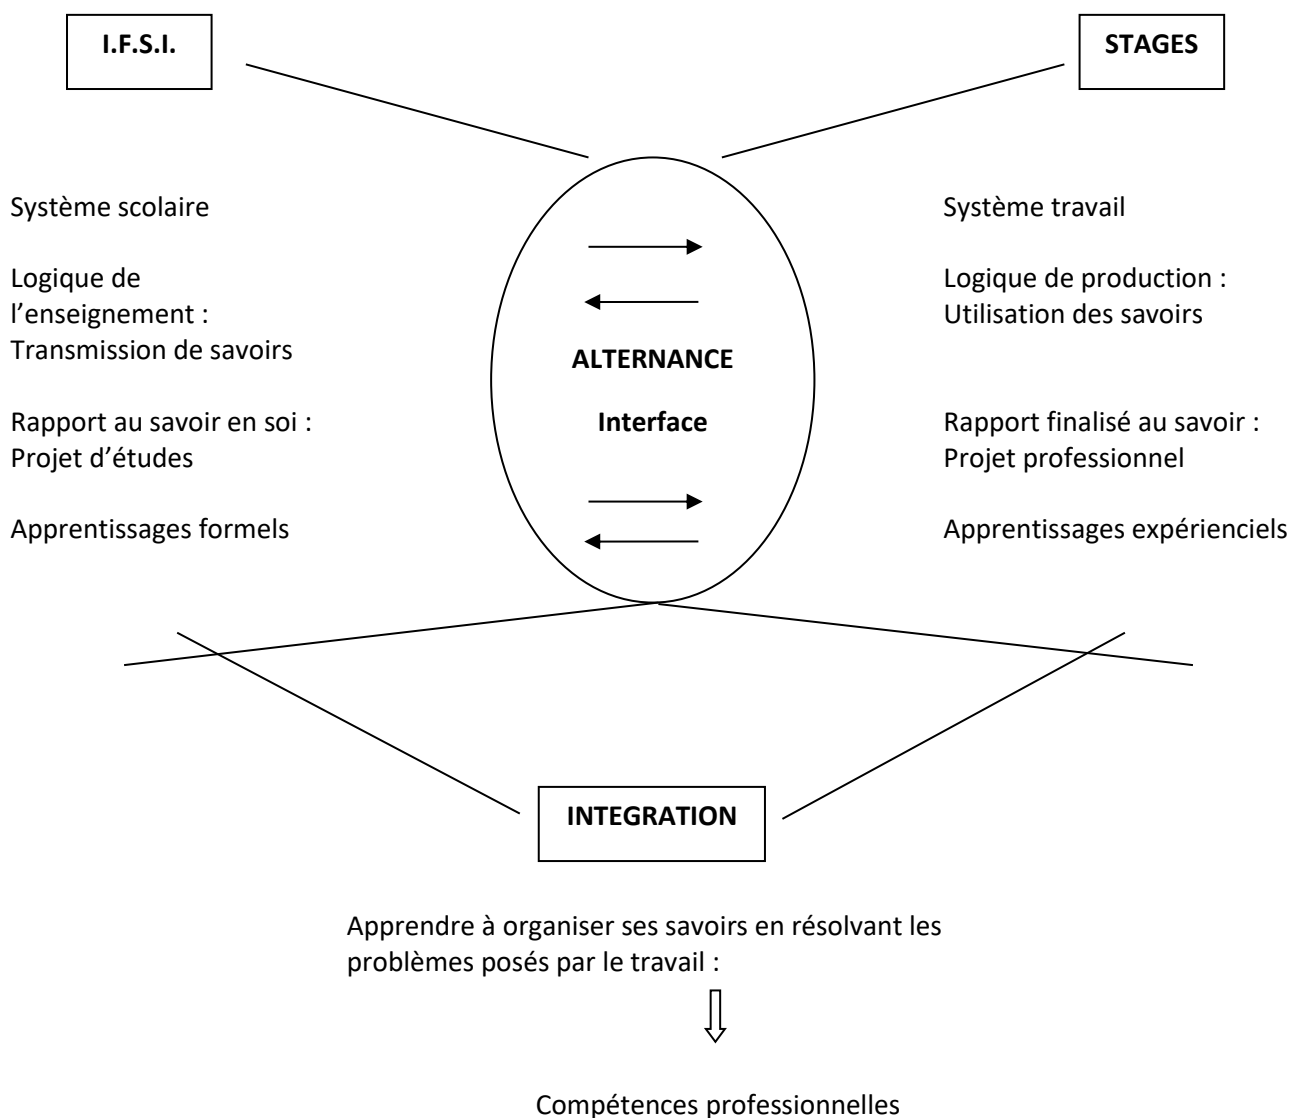 I.F.S.I.
STAGES
Système scolaire
Logique de
l’enseignement :
Transmission de savoirs
Rapport au savoir en soi :
Projet d’études
Apprentissages formels
ALTERNANCE
Interface
Système travail
Logique de production :
Utilisation des savoirs
Rapport finalisé au savoir :
Projet professionnel
Apprentissages expérienciels
INTEGRATION
Apprendre à organiser ses savoirs en résolvant les
problèmes posés par le travail :
Compétences professionnelles